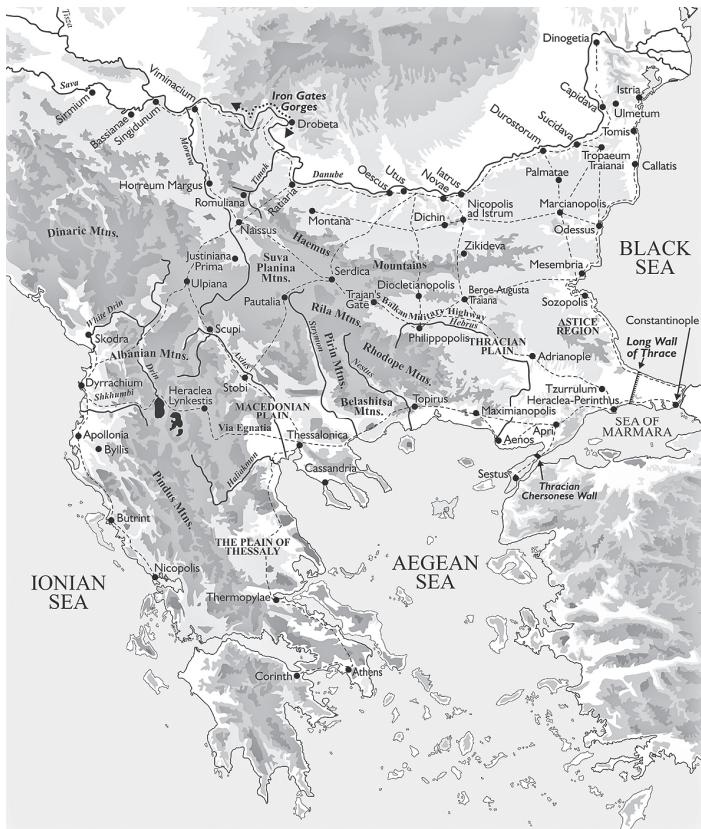 Tisza
Dinogetia
Sava
Sirmium
Bassianae
Singidunum
Viminacium
Iron Gates
Gorges
Drobeta
Capidava
Istria
Ulmetum
Sucidava
Durostorum
Tomis
Tropaeum
Traianai
Callatis
Morava
Timok
Horreum Margus
Romuliana
Ratiaria
Danube
Oescus
Utus
Novae
Iatrus
Palmatae
Nicopolis
ad Istrum
Marcianopolis
Montana
Dichin
Naissus
Odessus
Dinaric Mtns.
Haemus
Mountains
Zikideva
BLACK
SEA
Justiniana
Prima
Suva
Planina
Mtns.
Serdica
Mesembria
Ulpiana
Diocletianopolis
Beroe-Augusta
Traiana
Pautalia
Trajan's
Gate
Sozopolis
Balkan Military Highway
Hebrus
White Drin
Skodra
Scupi
Rila Mtns.
Philippopolis
THRACIAN
PLAIN
ASTICE
REGION
Constantinople
Long Wall
of Thrace
Albanian Mtns.
Drin
Axios
Strymon
Pirin Mtns.
Nestus
Rhodope Mtns.
Adrianople
Dyrrachium
Shkhumbi
Heraclea
Lynkestis
Stobi
Belashitsa
Mtns.
Tzurrulum
Heraclea-Perinthus
MACEDONIAN
PLAIN
Topirus
Maximianopolis
Via Egnatia
Apri
SEA OF
MARMARA
Apollonia
Byllis
Thessalonica
Aenos
Haliakmon
Cassandria
Sestus
Thracian
Chersonese Wall
Pindus Mtns.
Butrint
THE PLAIN OF
THESSALY
AEGEAN
SEA
IONIAN
SEA
Nicopolis
Thermopylae
Corinth
Athens